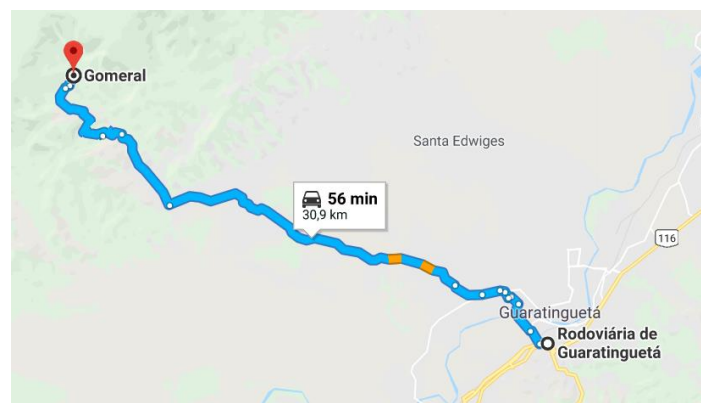 Gomeral
Santa Edwiges
56 min
30,9 km
116
Guaratinguetá
Rodoviária de
Guaratinguetá